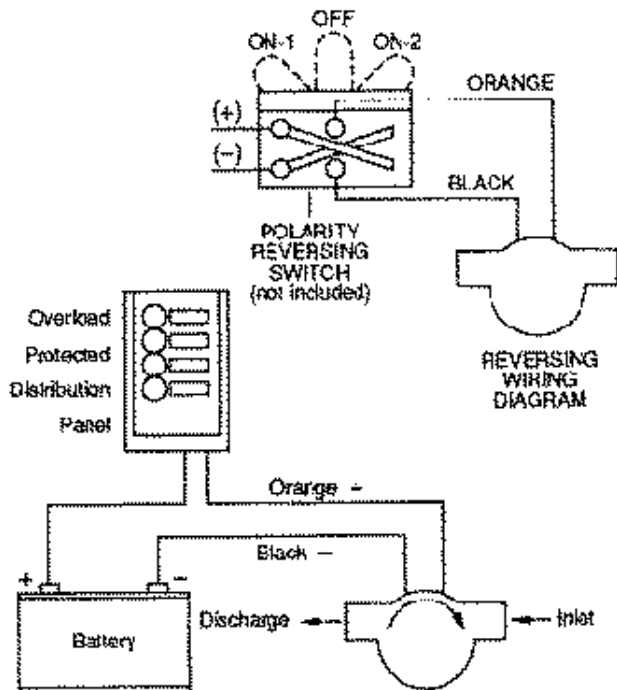 OFF
ON-1
ON-2
ORANGE
(+)
(-)
BLACK
POLARITY
REVERSING
SWITCH
(not included)
REVERSING
WIRING
DIAGRAM
Overload
Protected
Distribution
Panel
Orange -
Black -
+
-
Battery
Discharge
Inlet